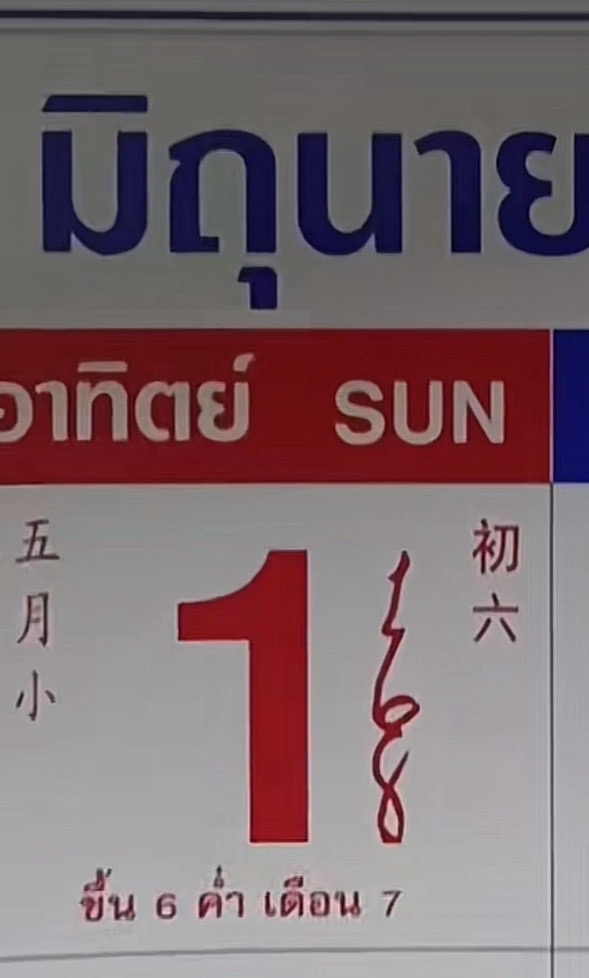 มิถุนาย
อาทิตย์ SUN
五月小
1
168
初六
ขึ้น 6 ค่ำ เดือน 7